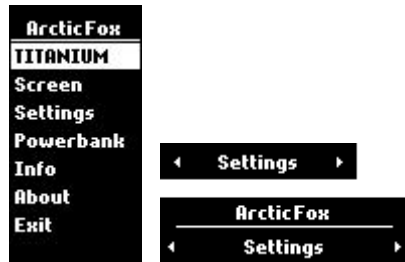 ArcticFox
TITANIUM
Screen
Settings
Powerbank
Info
About
Exit
Settings
ArcticFox
Settings